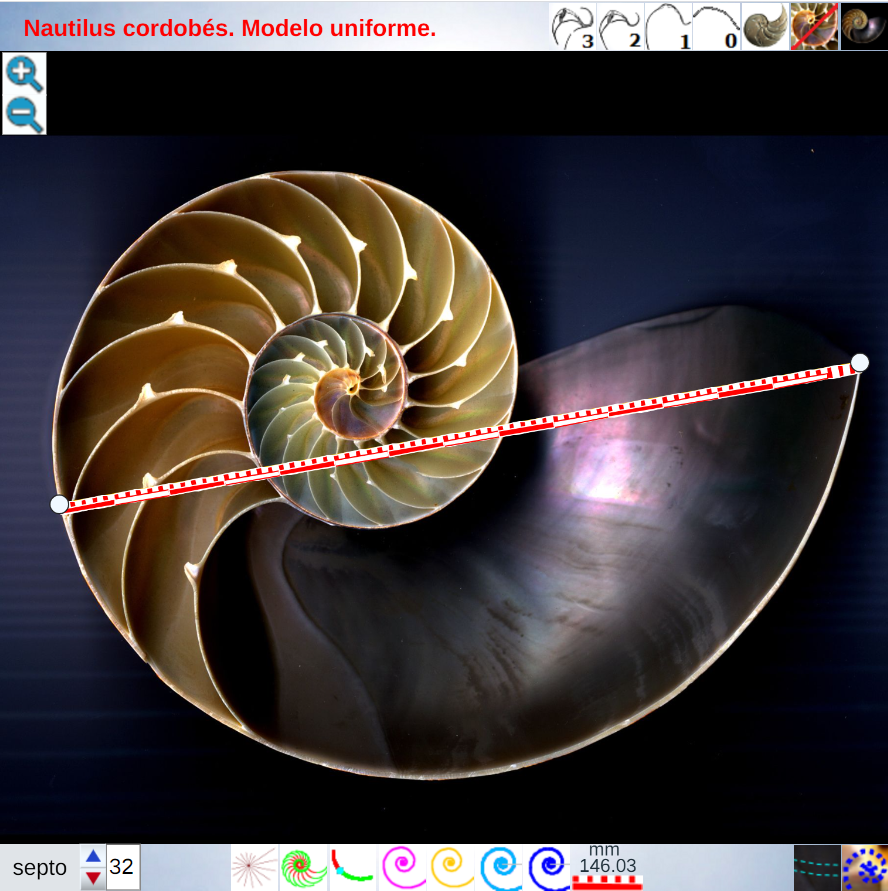 Nautilus cordobés. Modelo uniforme.
3 2 1 0
septo 32
mm
146.03